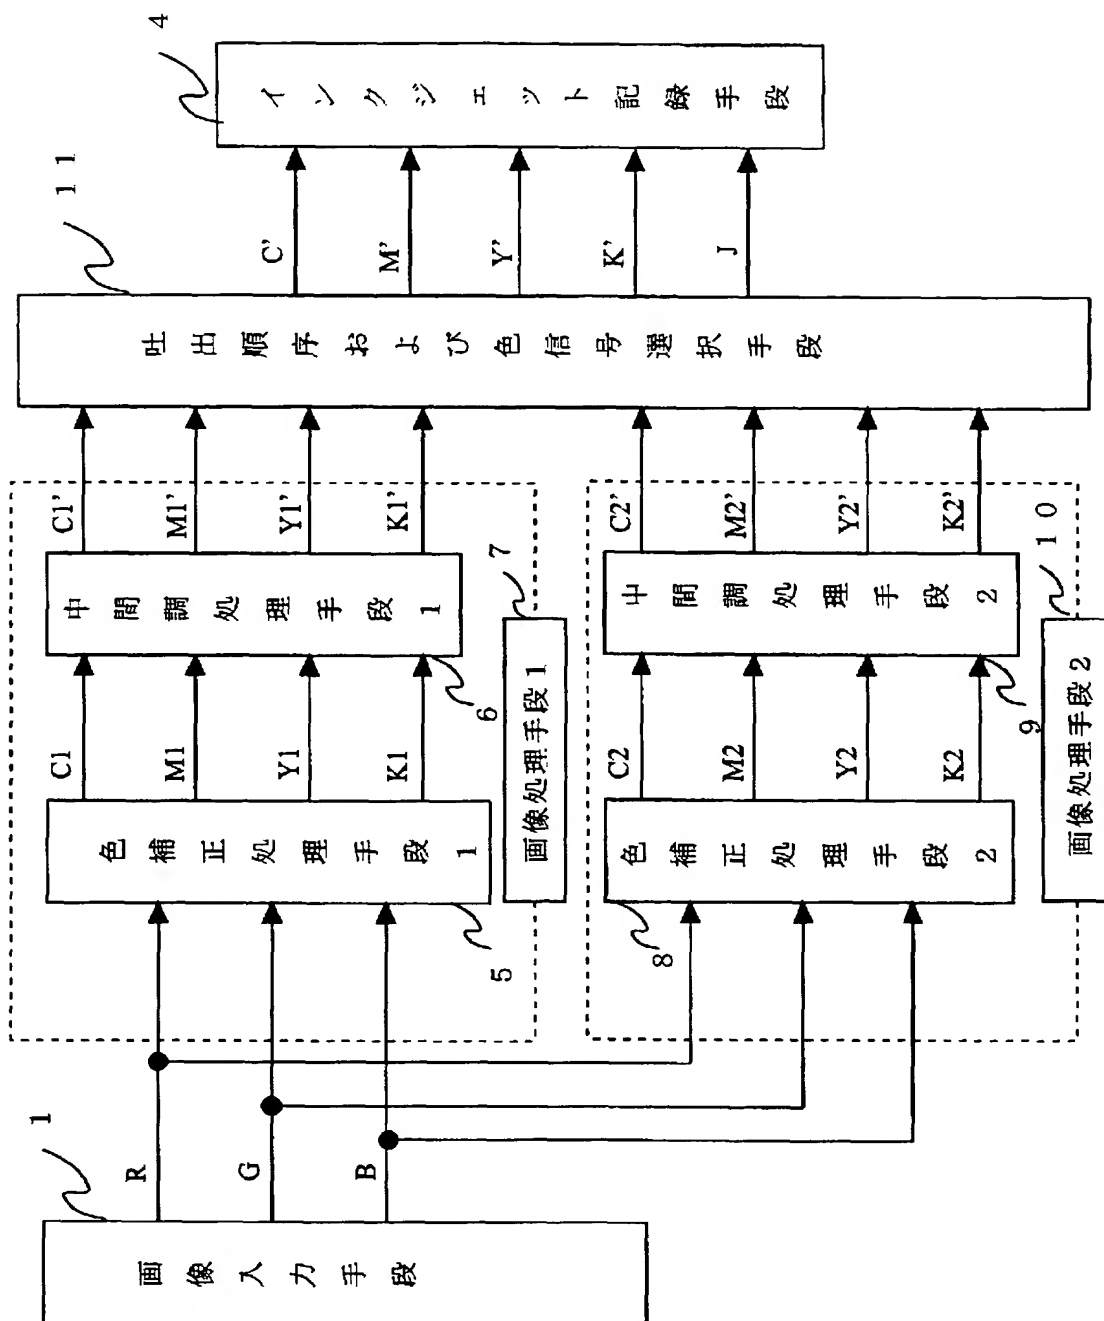 1
画像入力手段
R
G
B
5
色補正処理手段1
C1
M1
Y1
K1
6
中間調処理手段1
C1'
M1'
Y1'
K1'
画像処理手段1
7
8
色補正処理手段2
C2
M2
Y2
K2
9
中間調処理手段2
C2'
M2'
Y2'
K2'
画像処理手段2
10
11
吐出順序および色信号選択手段
C'
M'
Y'
K'
J
4
インクジェット記録手段